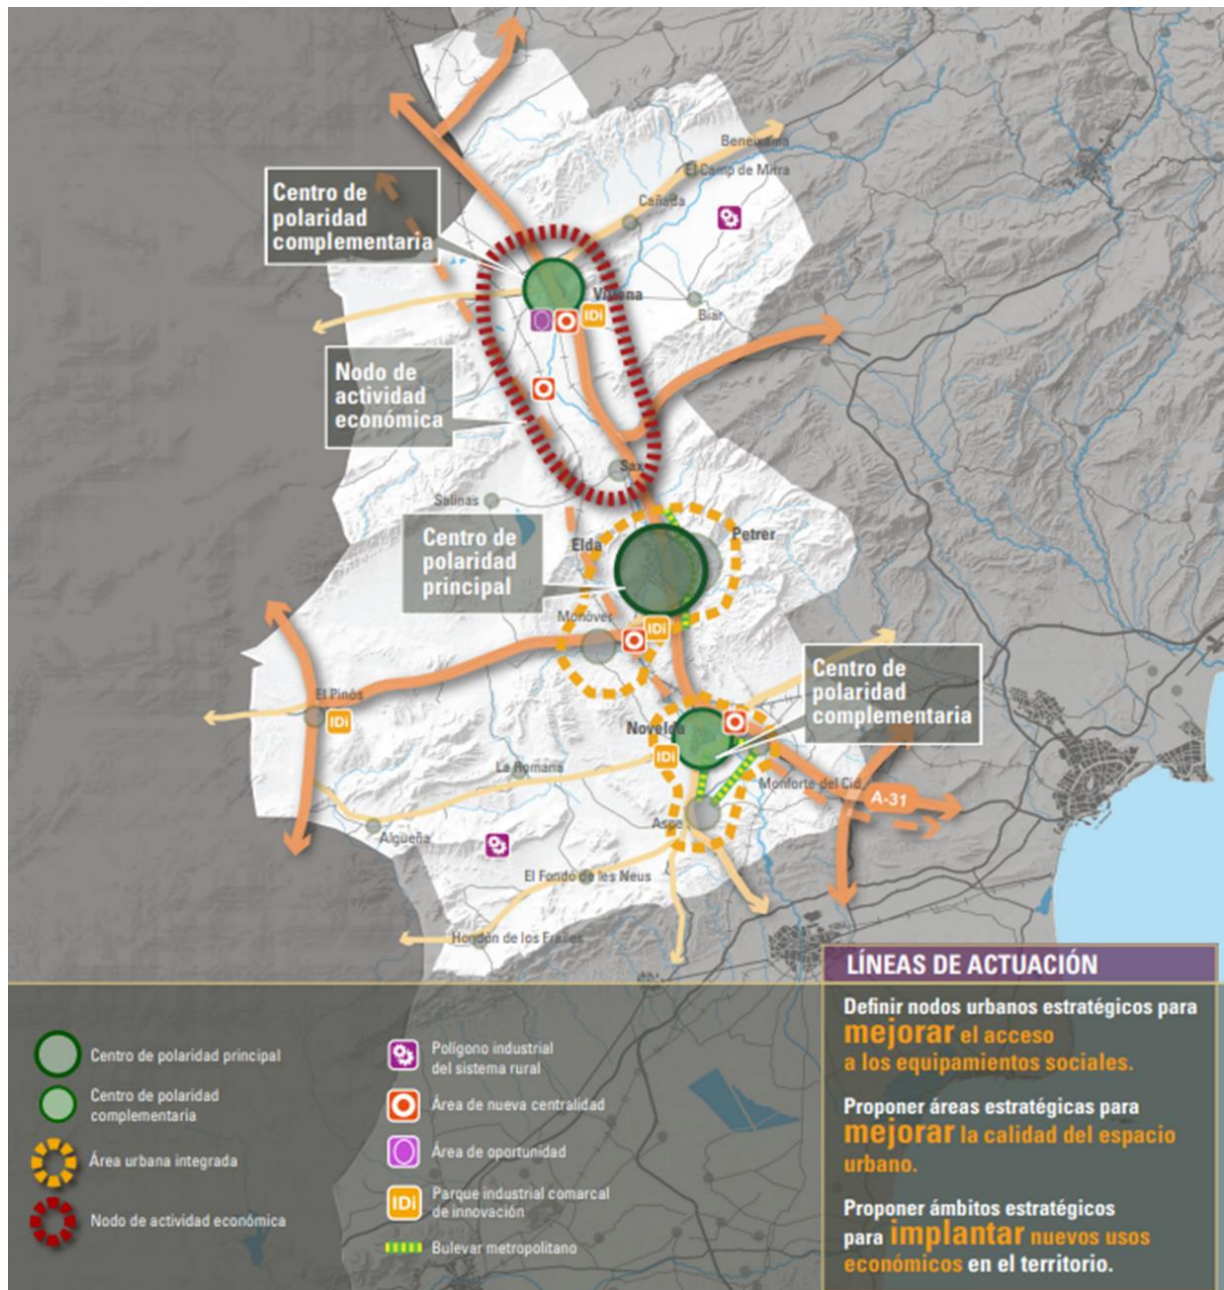 Beneixama
El Camp de Mirra
Cañada
Centro de
polaridad
complementaria
Villena
IDi
Biar
Nodo de
actividad
económica
Sax
Salinas
Centro de
polaridad
principal
Elda
Petrer
Monòver
IDi
Centro de
polaridad
complementaria
El Pinós
IDi
Novelda
IDi
La Romana
Monforte del Cid
A-31
Aspe
Algueña
El Fondó de les Neus
Hondón de los Frailes
LÍNEAS DE ACTUACIÓN
Definir nodos urbanos estratégicos para
mejorar el acceso
a los equipamientos sociales.
Proponer áreas estratégicas para
mejorar la calidad del espacio
urbano.
Proponer ámbitos estratégicos
para implantar nuevos usos
económicos en el territorio.
Centro de polaridad principal
Centro de polaridad
complementaria
Área urbana integrada
Nodo de actividad económica
Polígono industrial
del sistema rural
Área de nueva centralidad
Área de oportunidad
IDi
Parque industrial comarcal
de innovación
Bulevar metropolitano